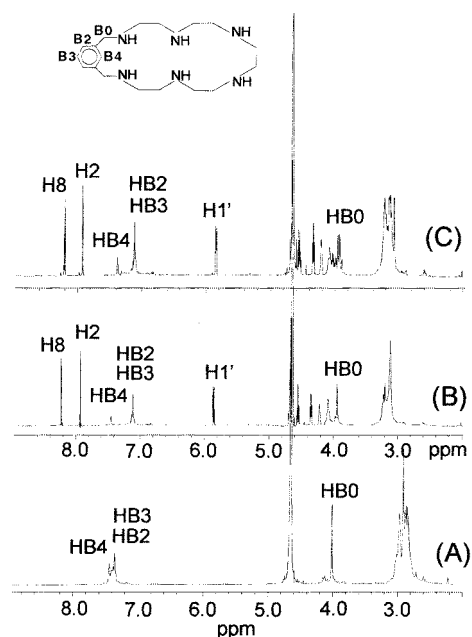 B0
B2 NH NH NH
B3 B4
NH NH NH
H8 H2 HB2
HB3
HB4 H1' HB0 (C)
H8 H2 HB2
HB3
HB4 H1' HB0 (B)
8.0 7.0 6.0 5.0 4.0 3.0 ppm
HB3
HB4 HB2 HB0 (A)
8.0 7.0 6.0 5.0 4.0 3.0
ppm